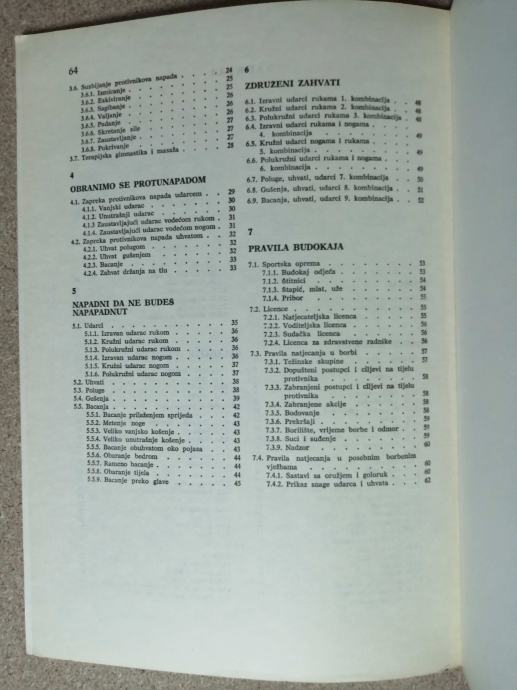 64
3.6. Suzbijanje protivnikova napada . . . . 24
3.6.1. Izmicanje . . . . . . . . 25
3.6.2. Eskiviranje . . . . . . . . 25
3.6.3. Sagibanje . . . . . . . . 26
3.6.4. Valjanje . . . . . . . . 26
3.6.5. Padanje . . . . . . . . 26
3.6.6. Skretanje sile . . . . . . . 27
3.6.7. Zaustavljanje . . . . . . . 27
3.6.8. Pokrivanje . . . . . . . . 27
3.7. Terapijska gimnastika i masaža . . . . 28
4
OBRANIMO SE PROTUNAPADOM
4.1. Zapreka protivnikova napada udarcem . . 29
4.1.1. Vanjski udarac . . . . . . 30
4.1.2. Unutrašnji udarac . . . . . . 30
4.1.3 Zaustavljajući udarac vodećom rukom . 31
4.1.4. Zaustavljajući udarac vodećom nogom . 31
4.2. Zapreka protivnikova napada uhvatom . . 32
4.2.1. Uhvat polugom . . . . . . 32
4.2.2. Uhvat gušenjem . . . . . . 32
4.2.3. Bacanje . . . . . . . . 33
4.2.4. Zahvat držanja na tlu . . . . . 33
5
NAPADNI DA NE BUDEŠ
NAPAPADNUT
5.1. Udarci . . . . . . . . . . 35
5.1.1. Izravan udarac rukom . . . . . 36
5.1.2. Kružni udarac rukom . . . . . 36
5.1.3. Polukružni udarac rukom . . . . 36
5.1.4. Izravan udarac nogom . . . . . 36
5.1.5. Kružni udarac nogom . . . . . 37
5.1.6. Polukružni udarac nogom . . . . 37
5.2. Uhvati . . . . . . . . . . 38
5.3. Poluge . . . . . . . . . . 38
5.4. Gušenja . . . . . . . . . . 39
5.5. Bacanja . . . . . . . . . . 42
5.5.1. Bacanje prilaženjem sprijeda . . . 42
5.5.2. Metenje noge . . . . . . . 43
5.5.3. Veliko vanjsko košenje . . . . . 43
5.5.4. Veliko unutrašnje košenje . . . . 43
5.5.5. Bacanje obuhvatom oko pojasa . . . 43
5.5.6. Obaranje bedrom . . . . . . 44
5.5.7. Rameno bacanje . . . . . . . 44
5.5.8. Obaranje tijela . . . . . . . 44
5.5.9. Bacanje preko glave . . . . . . 45
6
ZDRUŽENI ZAHVATI
6.1. Izravni udarci rukama 1. kombinacija . . 48
6.2. Kružni udarci rukama 2. kombinacija . . 48
6.3. Polukružni udarci rukama 3. kombinacija . 48
6.4. Izravni udarci rukama i nogama
4. kombinacija . . . . . . . 49
6.5. Kružni udarci nogama i rukama
5. kombinacija . . . . . . . 49
6.6. Polukružni udarci rukama i nogama
6. kombinacija . . . . . . . 49
6.7. Poluge, uhvati, udarci 7. kombinacija . . 50
6.8. Gušenja, uhvati, udarci 8. kombinacija . . 51
6.9. Bacanja, uhvati, udarci 9. kombinacija . . 52
7
PRAVILA BUDOKAJA
7.1. Sportska oprema . . . . . . . 53
7.1.1. Budokaj odjeća . . . . . . 53
7.1.2. Štitnici . . . . . . . . 54
7.1.3. Štapić, mlat, uže . . . . . . 54
7.1.4. Pribor . . . . . . . . 55
7.2. Licence . . . . . . . . . . 55
7.2.1. Natjecateljska licenca . . . . . 55
7.2.2. Voditeljska licenca . . . . . . 56
7.2.3. Sudačka licenca . . . . . . 56
7.2.4. Licenca za zdravstvene radnike . . . 56
7.3. Pravila natjecanja u borbi . . . . . 57
7.3.1. Težinske skupine . . . . . . 57
7.3.2. Dopušteni postupci i ciljevi na tijelu
protivnika . . . . . . . . 58
7.3.3. Zabranjeni postupci i ciljevi na tijelu
protivnika . . . . . . . . 58
7.3.4. Zabranjene akcije . . . . . . 58
7.3.5. Bodovanje . . . . . . . . 58
7.3.6. Prekršaji . . . . . . . . 59
7.3.7. Borilište, vrijeme borbe i odmor . . 59
7.3.8. Suci i suđenje . . . . . . . 59
7.3.9. Nadzor . . . . . . . . 60
7.4. Pravila natjecanja u posebnim borbenim
vježbama . . . . . . . . 60
7.4.1. Sastavi sa oružjem i goloruk . . . 60
7.4.2. Prikaz snage udarca i uhvata . . . 62